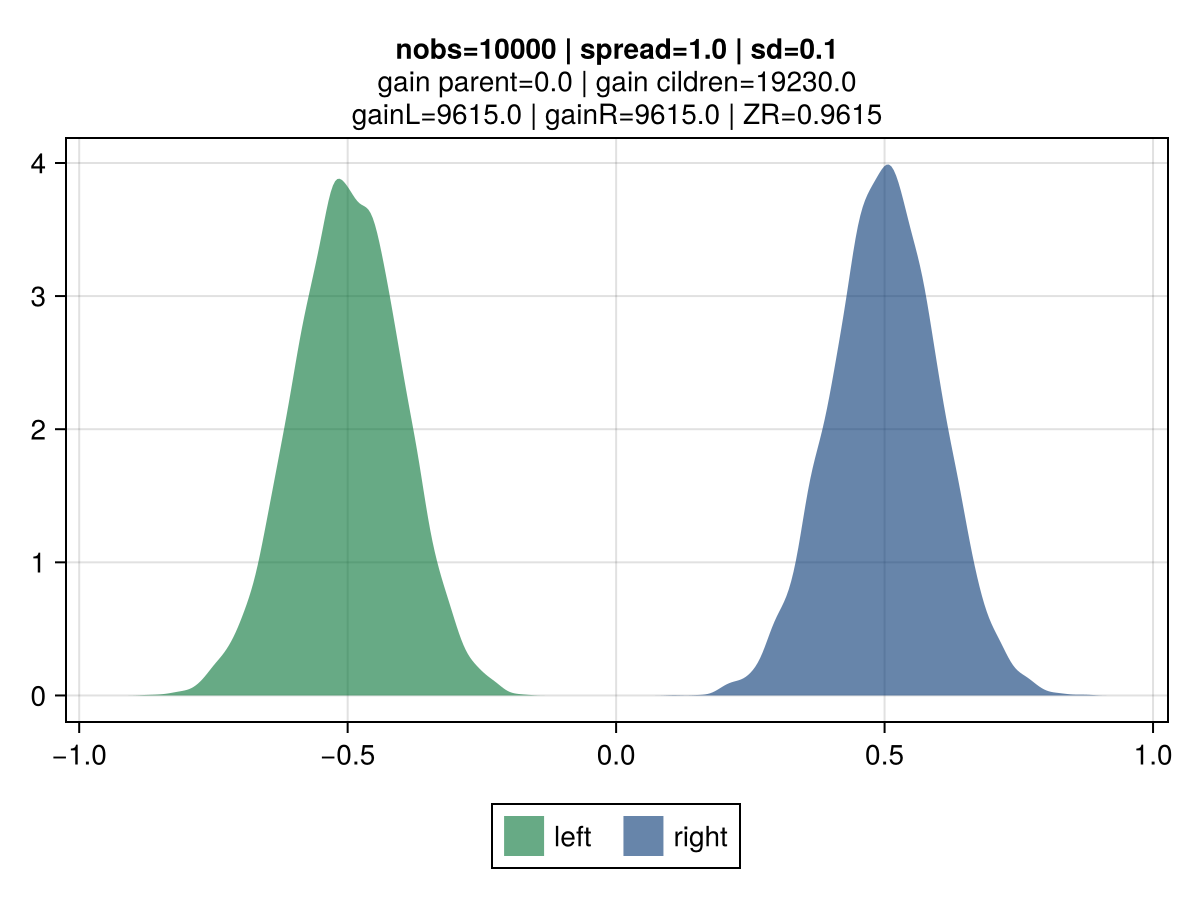 nobs=10000 | spread=1.0 | sd=0.1
gain parent=0.0 | gain cildren=19230.0
gainL=9615.0 | gainR=9615.0 | ZR=0.9615
4
3
2
1
0
−1.0 −0.5 0.0 0.5 1.0
left right